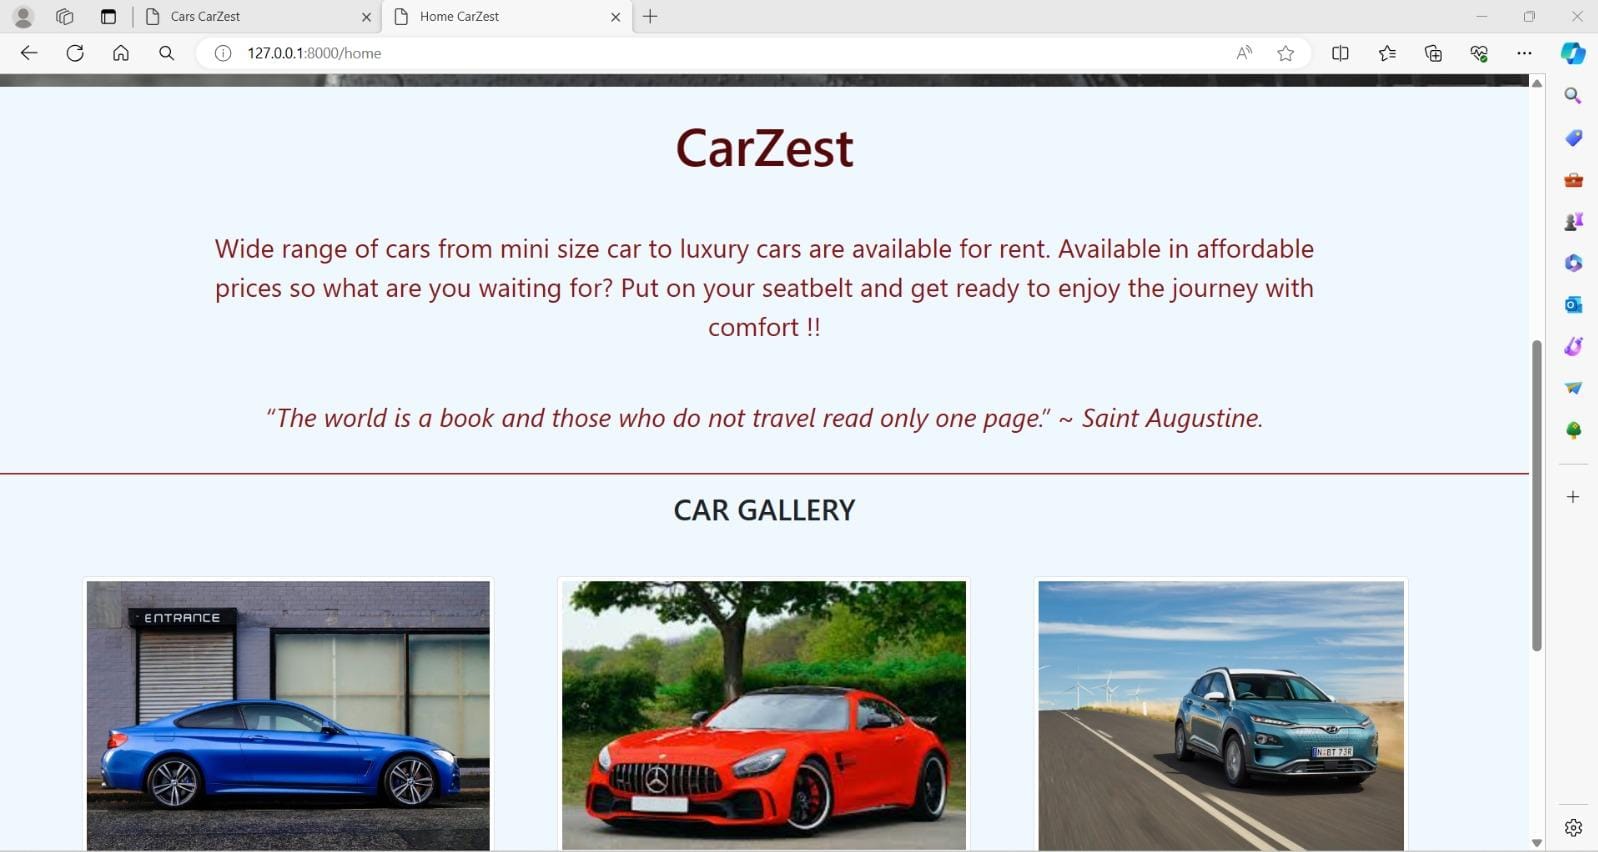 Cars CarZest
Home CarZest
127.0.0.1:8000/home
CarZest
Wide range of cars from mini size car to luxury cars are available for rent. Available in affordable
prices so what are you waiting for? Put on your seatbelt and get ready to enjoy the journey with
comfort !!
“The world is a book and those who do not travel read only one page.” ~ Saint Augustine.
CAR GALLERY
ENTRANCE